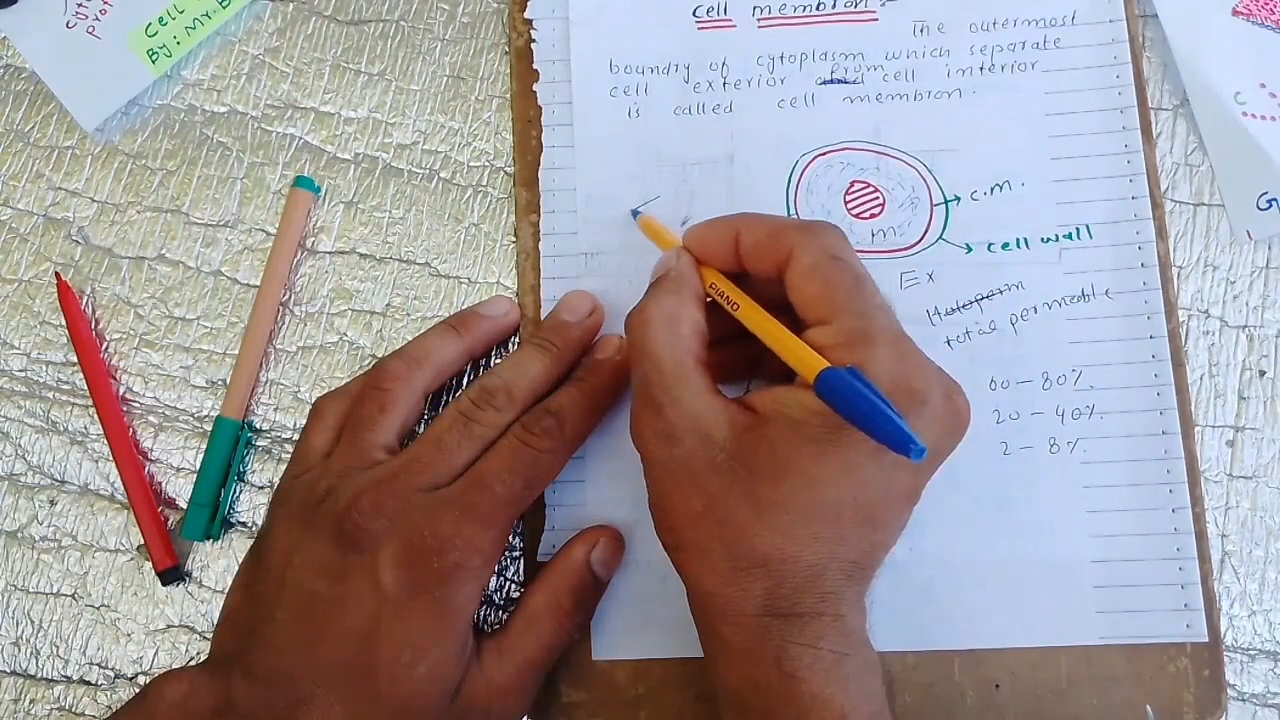 cell membron:-
The outermost
boundry of cytoplasm which separate
cell exterior from cell interior
is called cell membron.
c.m.
cell wall
m
Ex
total permeable
60 - 80%.
20 - 40%.
2 - 8%.
PIANO
Cell
By: Mr. B
C
G